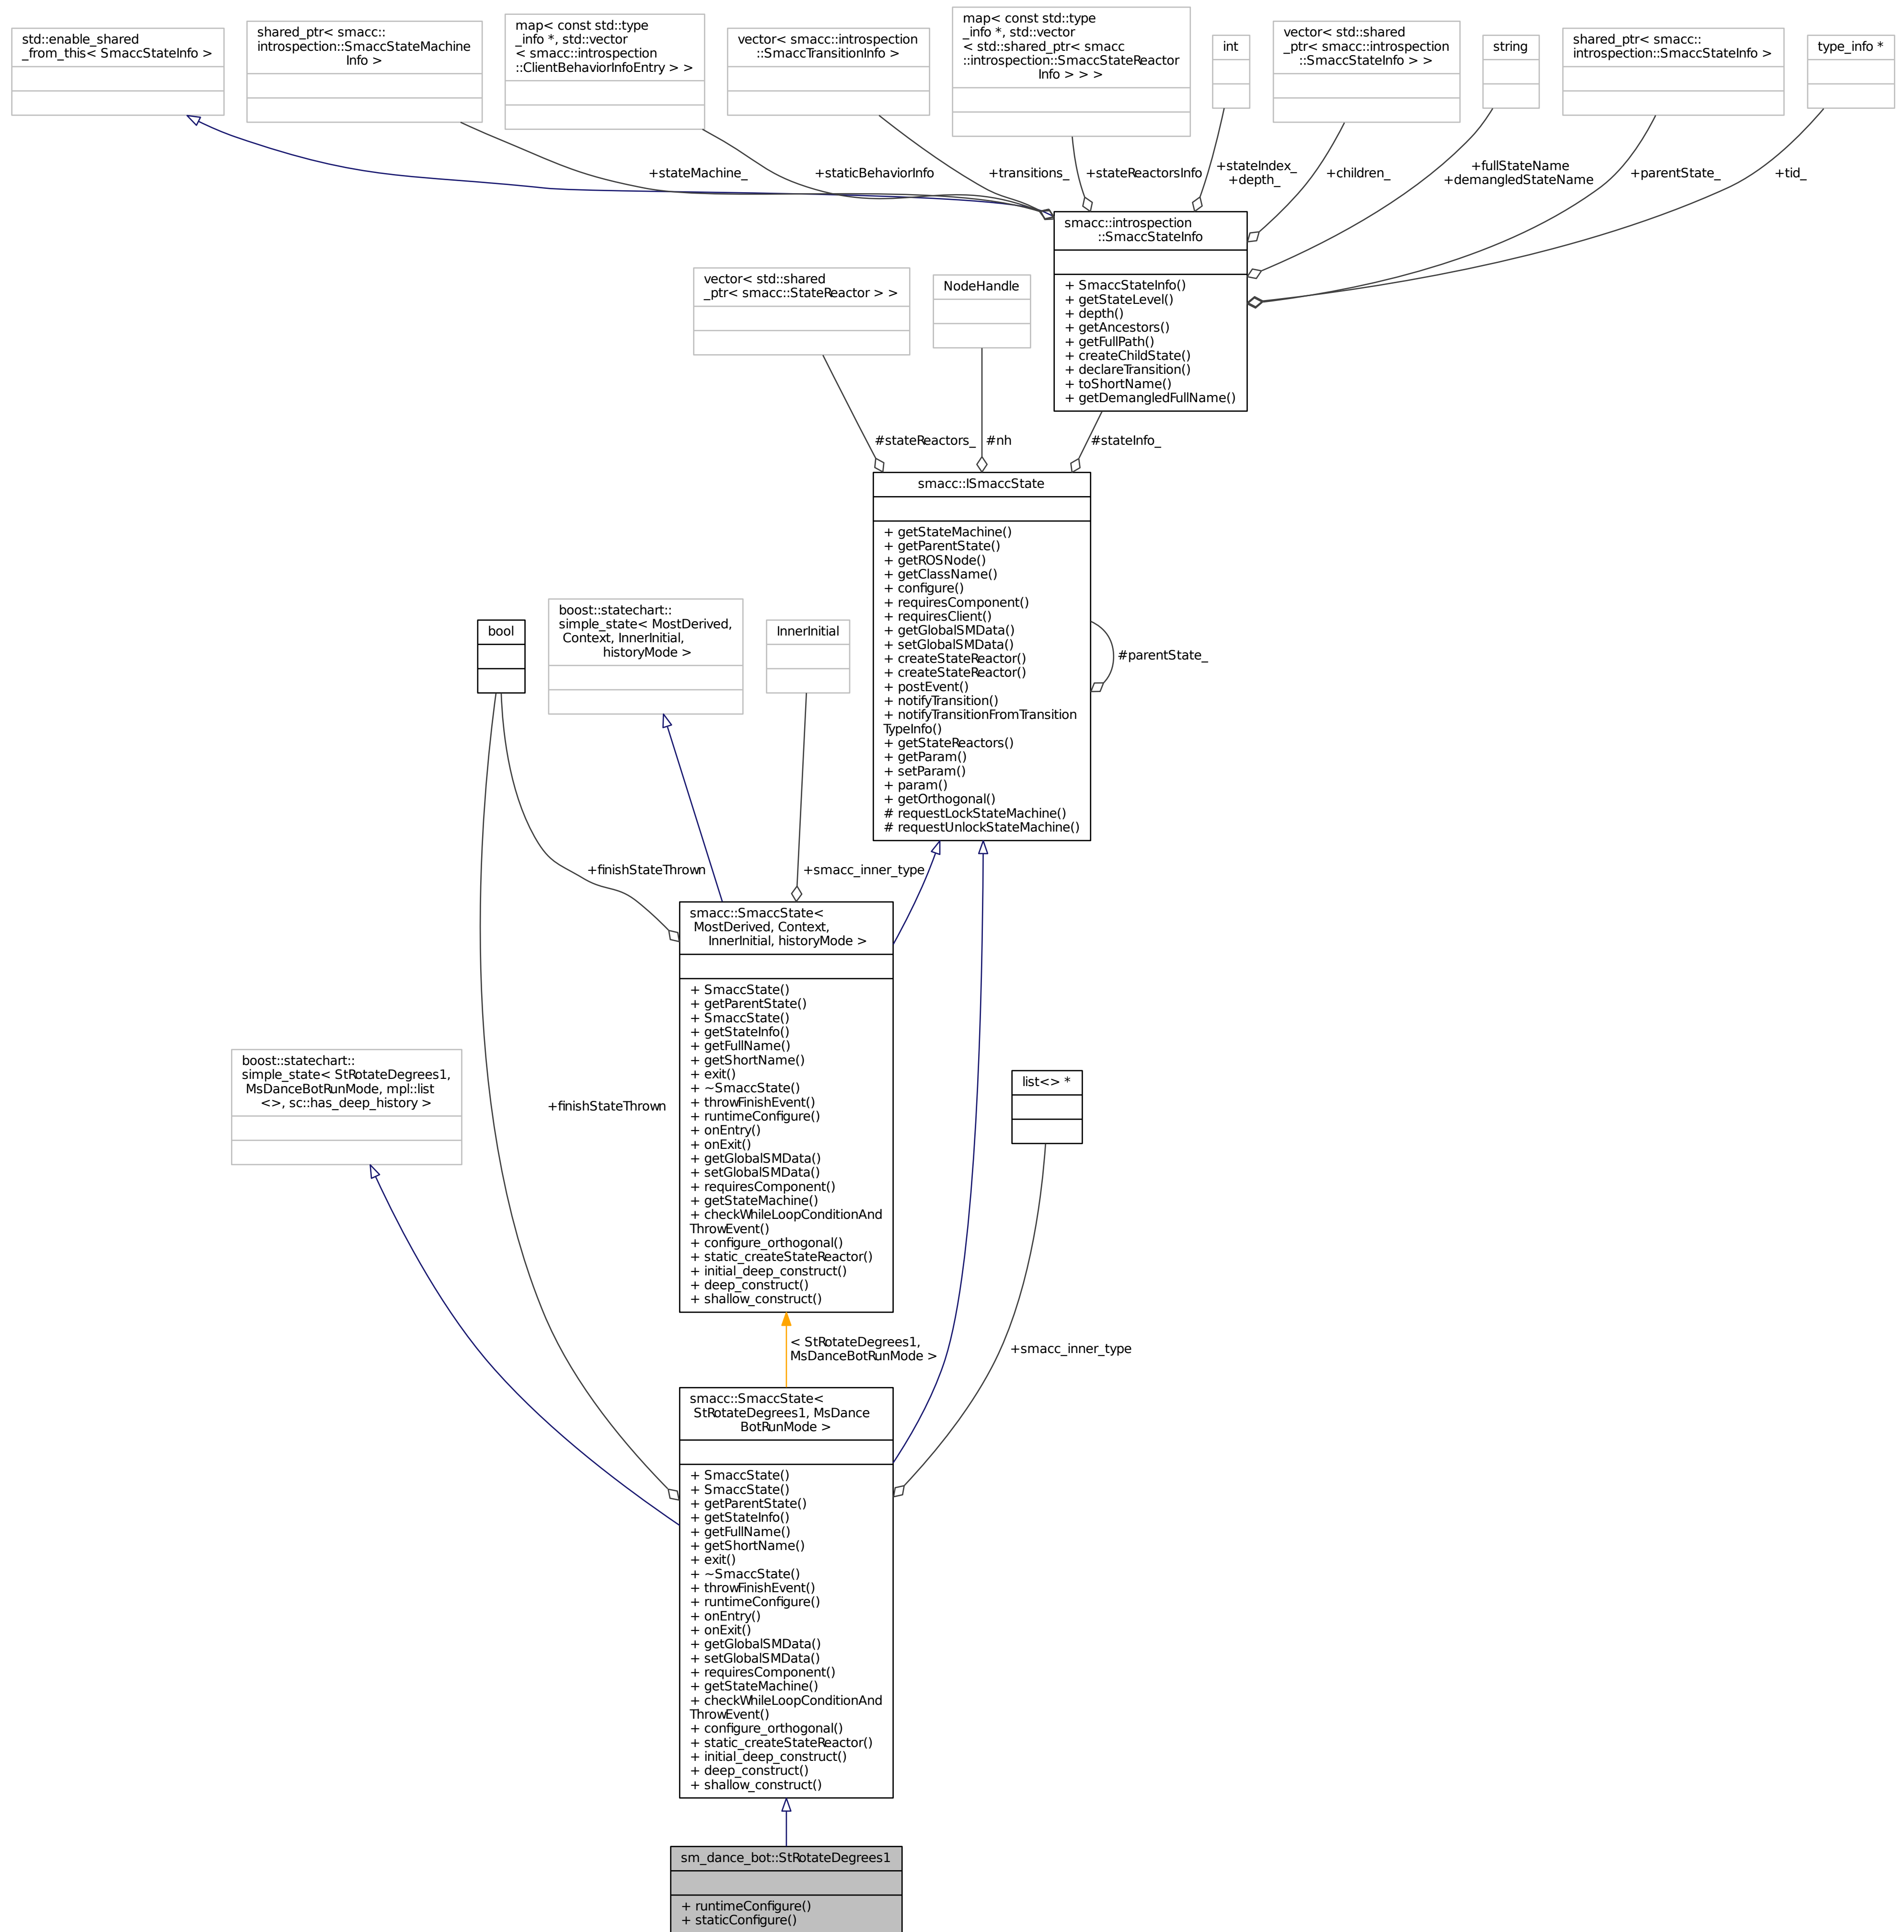 std::enable_shared
_from_this< SmaccStateInfo >
shared_ptr< smacc::
introspection::SmaccStateMachine
Info >
map< const std::type
_info *, std::vector
< smacc::introspection
::ClientBehaviorInfoEntry > >
vector< smacc::introspection
::SmaccTransitionInfo >
map< const std::type
_info *, std::vector
< std::shared_ptr< smacc
::introspection::SmaccStateReactor
Info > > >
int
vector< std::shared
_ptr< smacc::introspection
::SmaccStateInfo > >
string
shared_ptr< smacc::
introspection::SmaccStateInfo >
type_info *
+stateMachine_
+staticBehaviorInfo
+transitions_
+stateReactorsInfo
+stateIndex_
+depth_
+children_
+fullStateName
+demangledStateName
+parentState_
+tid_
smacc::introspection
::SmaccStateInfo
+ SmaccStateInfo()
+ getStateLevel()
+ depth()
+ getAncestors()
+ getFullPath()
+ createChildState()
+ declareTransition()
+ toShortName()
+ getDemangledFullName()
vector< std::shared
_ptr< smacc::StateReactor > >
NodeHandle
#stateReactors_
#nh
#stateInfo_
smacc::ISmaccState
+ getStateMachine()
+ getParentState()
+ getROSNode()
+ getClassName()
+ configure()
+ requiresComponent()
+ requiresClient()
+ getGlobalSMData()
+ setGlobalSMData()
+ createStateReactor()
+ createStateReactor()
+ postEvent()
+ notifyTransition()
+ notifyTransitionFromTransition
TypeInfo()
+ getStateReactors()
+ getParam()
+ setParam()
+ param()
+ getOrthogonal()
# requestLockStateMachine()
# requestUnlockStateMachine()
#parentState_
bool
boost::statechart::
simple_state< MostDerived,
Context, InnerInitial,
historyMode >
InnerInitial
+finishStateThrown
+smacc_inner_type
smacc::SmaccState<
MostDerived, Context,
InnerInitial, historyMode >
+ SmaccState()
+ getParentState()
+ SmaccState()
+ getStateInfo()
+ getFullName()
+ getShortName()
+ exit()
+ ~SmaccState()
+ throwFinishEvent()
+ runtimeConfigure()
+ onEntry()
+ onExit()
+ getGlobalSMData()
+ setGlobalSMData()
+ requiresComponent()
+ getStateMachine()
+ checkWhileLoopConditionAnd
ThrowEvent()
+ configure_orthogonal()
+ static_createStateReactor()
+ initial_deep_construct()
+ deep_construct()
+ shallow_construct()
boost::statechart::
simple_state< StRotateDegrees1,
MsDanceBotRunMode, mpl::list
<>, sc::has_deep_history >
+finishStateThrown
list<> *
< StRotateDegrees1,
MsDanceBotRunMode >
+smacc_inner_type
smacc::SmaccState<
StRotateDegrees1, MsDance
BotRunMode >
+ SmaccState()
+ SmaccState()
+ getParentState()
+ getStateInfo()
+ getFullName()
+ getShortName()
+ exit()
+ ~SmaccState()
+ throwFinishEvent()
+ runtimeConfigure()
+ onEntry()
+ onExit()
+ getGlobalSMData()
+ setGlobalSMData()
+ requiresComponent()
+ getStateMachine()
+ checkWhileLoopConditionAnd
ThrowEvent()
+ configure_orthogonal()
+ static_createStateReactor()
+ initial_deep_construct()
+ deep_construct()
+ shallow_construct()
sm_dance_bot::StRotateDegrees1
+ runtimeConfigure()
+ staticConfigure()